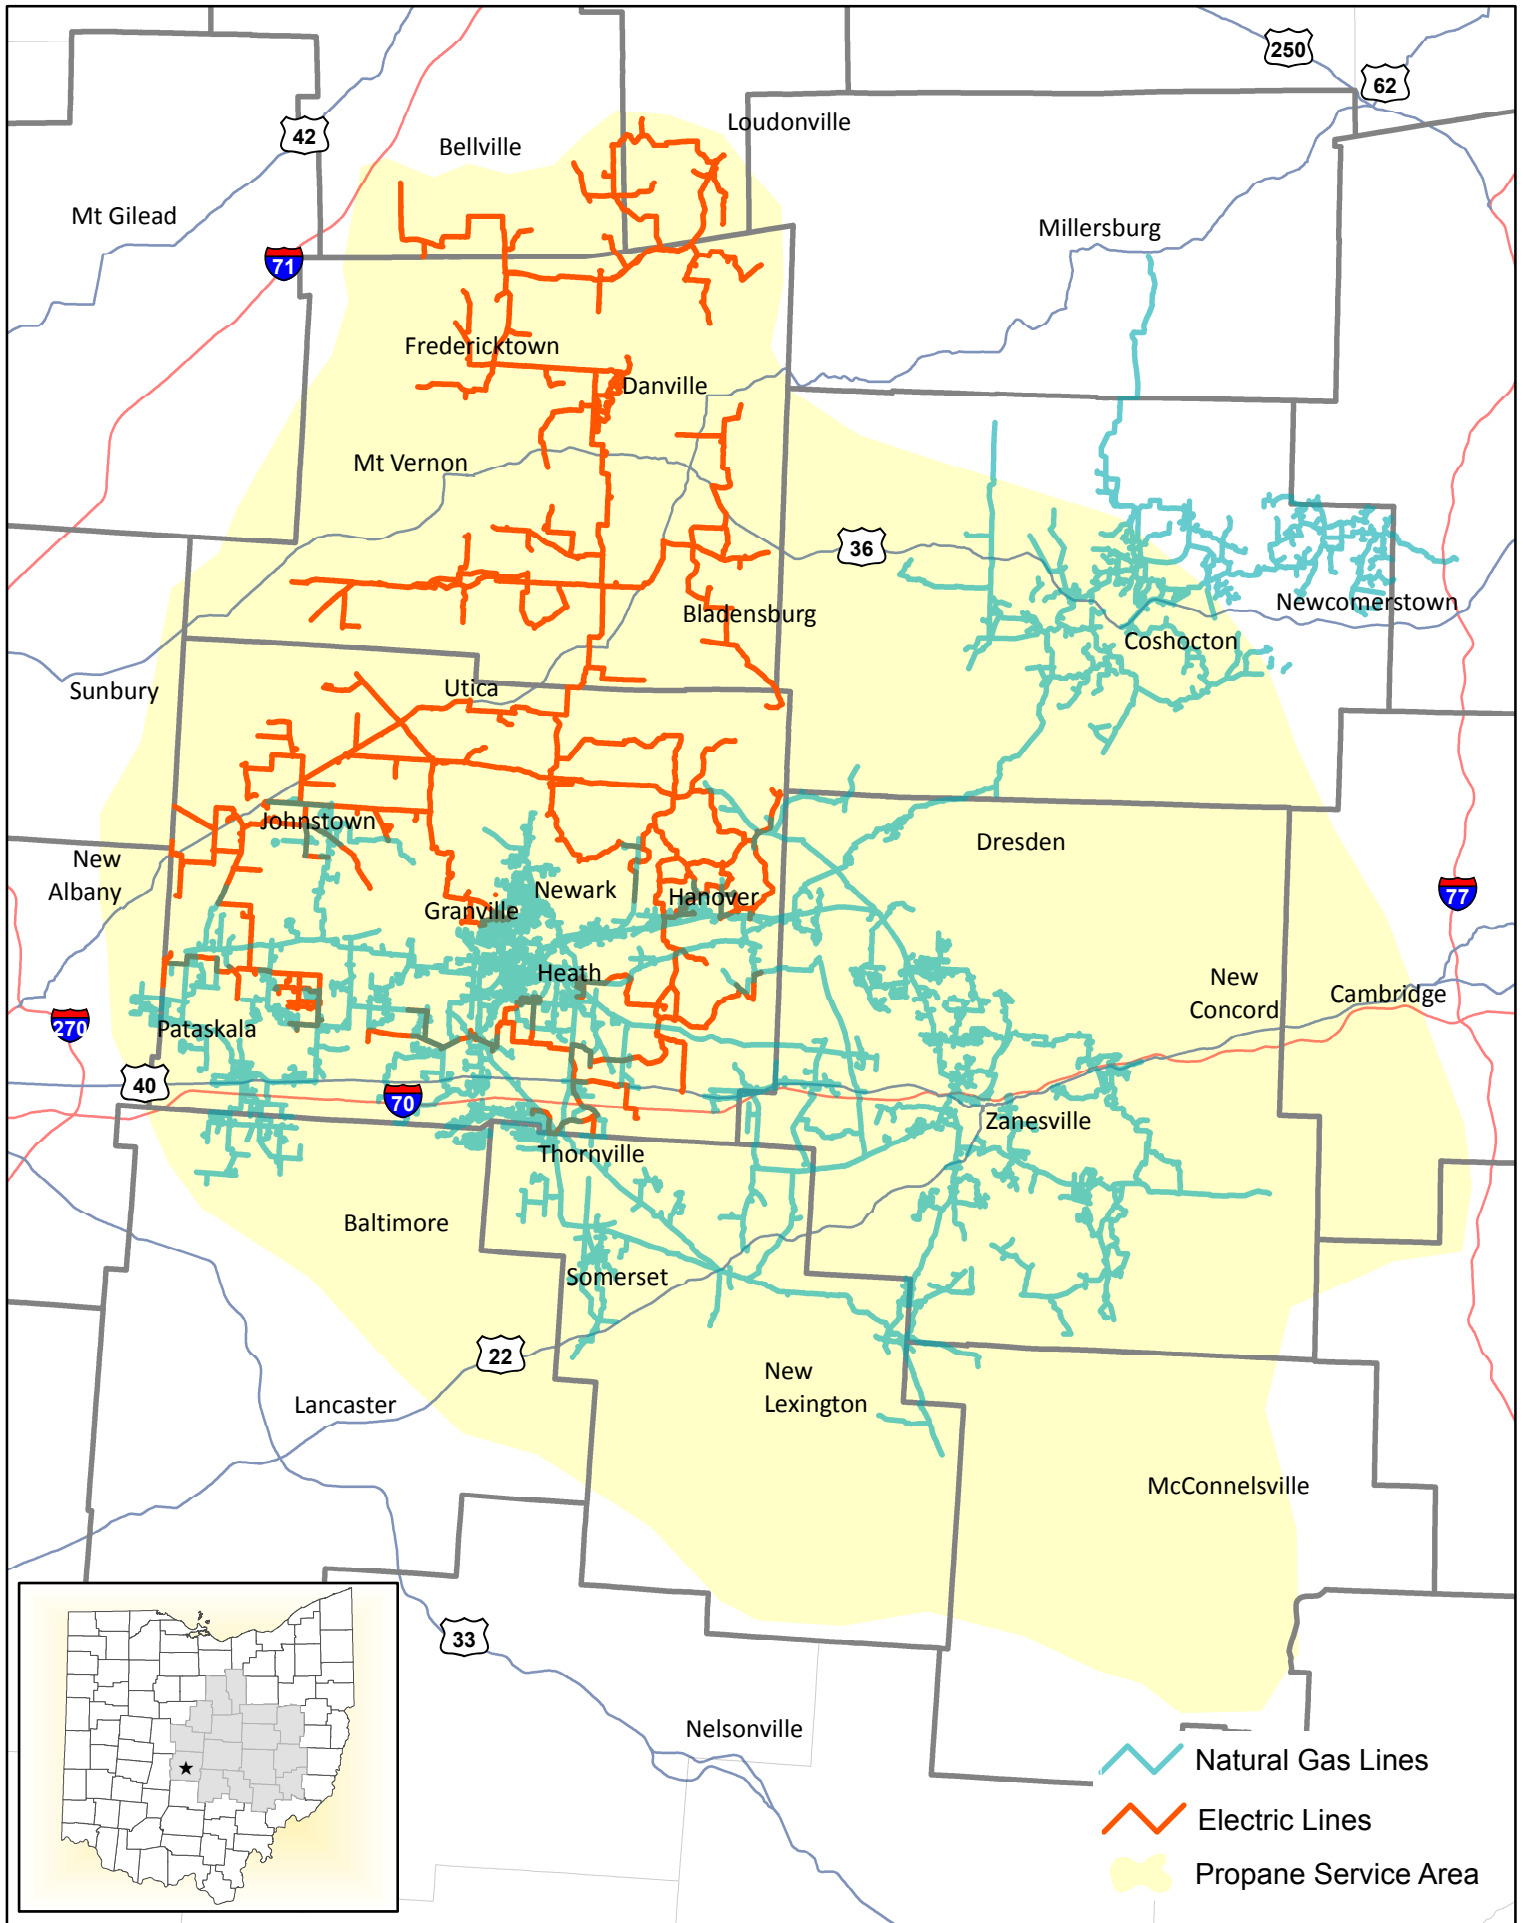 250
62
Loudonville
42
Bellville
Mt Gilead
Millersburg
71
Fredericktown
Danville
Mt Vernon
36
Newcomerstown
Bladensburg
Coshocton
Sunbury
Utica
Johnstown
Dresden
New
Albany
Newark
Hanover
77
Granville
Heath
New
Concord
Cambridge
270
Pataskala
40
70
Zanesville
Thornville
Baltimore
Somerset
22
New
Lexington
Lancaster
McConnelsville
33
Nelsonville
Natural Gas Lines
Electric Lines
Propane Service Area